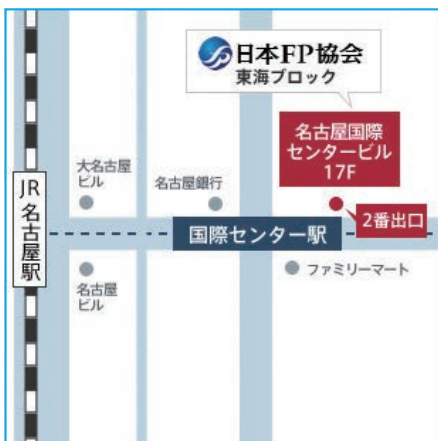 日本FP協会
東海ブロック
名古屋国際
センタービル
17F
大名古屋
ビル
名古屋銀行
2番出口
JR名古屋駅
国際センター駅
名古屋
ビル
ファミリーマート